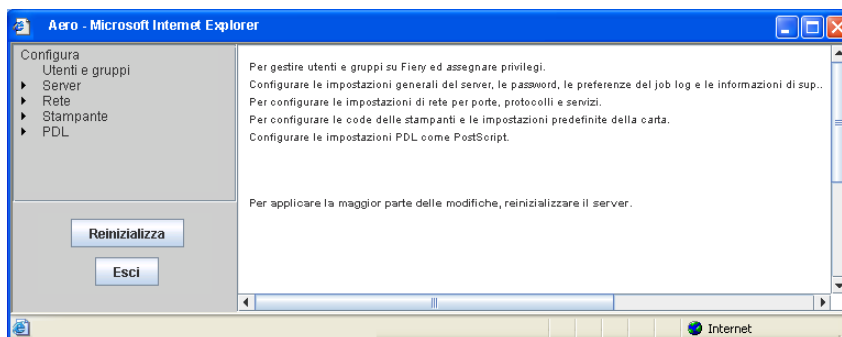 Aero - Microsoft Internet Explorer
Configura
Utenti e gruppi
Server
Rete
Stampante
PDL
Per gestire utenti e gruppi su Fiery ed assegnare privilegi.
Configurare le impostazioni generali del server, le password, le preferenze del job log e le informazioni di sup..
Per configurare le impostazioni di rete per porte, protocolli e servizi.
Per configurare le code delle stampanti e le impostazioni predefinite della carta.
Configurare le impostazioni PDL come PostScript.
Per applicare la maggior parte delle modifiche, reinizializzare il server.
Reinizializza
Esci
Internet